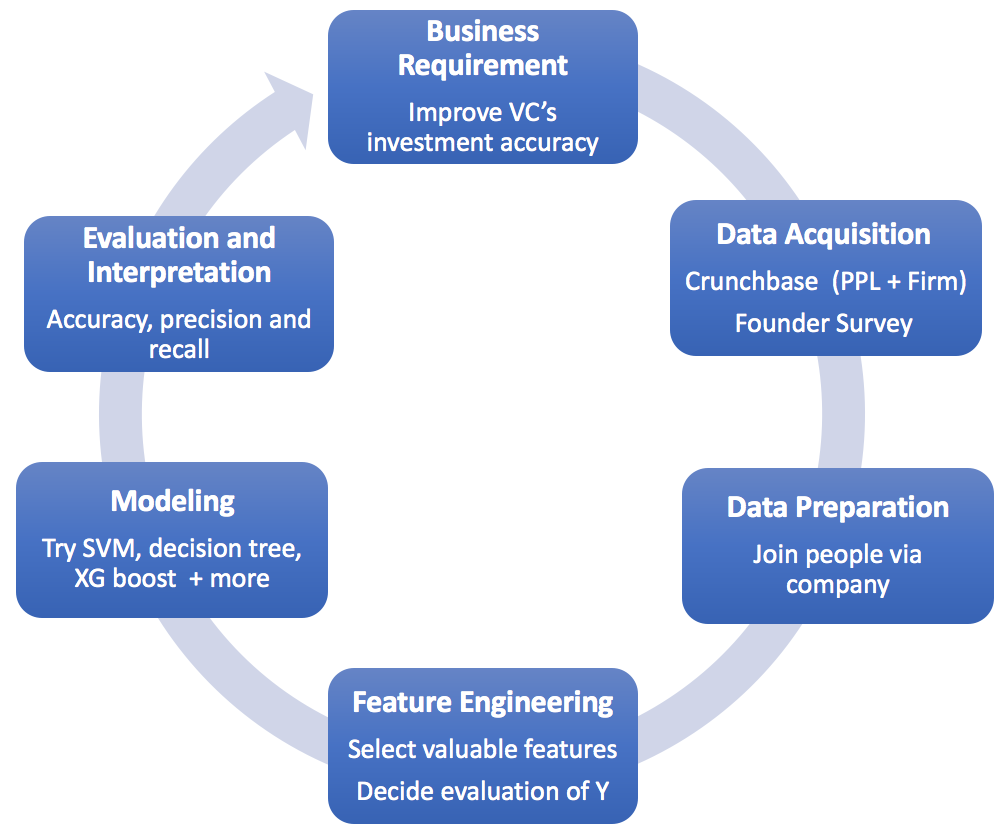 Business
Requirement
Improve VC’s
investment accuracy
Data Acquisition
Crunchbase  (PPL + Firm)
Founder Survey
Data Preparation
Join people via
company
Feature Engineering
Select valuable features
Decide evaluation of Y
Modeling
Try SVM, decision tree,
XG boost  + more
Evaluation and
Interpretation
Accuracy, precision and
recall